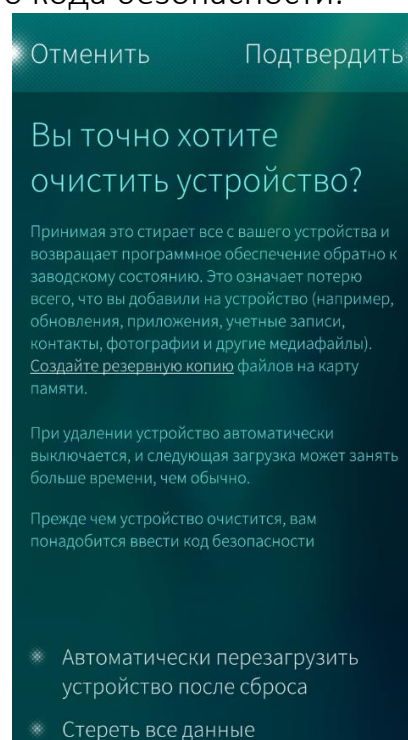 о кода безопасности.
Отменить Подтвердить
Вы точно хотите
очистить устройство?
Принимая это стирает все с вашего устройства и
возвращает программное обеспечение обратно к
заводскому состоянию. Это означает потерю
всего, что вы добавили на устройство (например,
обновления, приложения, учетные записи,
контакты, фотографии и другие медиафайлы).
Создайте резервную копию файлов на карту
памяти.
При удалении устройство автоматически
выключается, и следующая загрузка может занять
больше времени, чем обычно.
Прежде чем устройство очистится, вам
понадобится ввести код безопасности
Автоматически перезагрузить
устройство после сброса
Стереть все данные